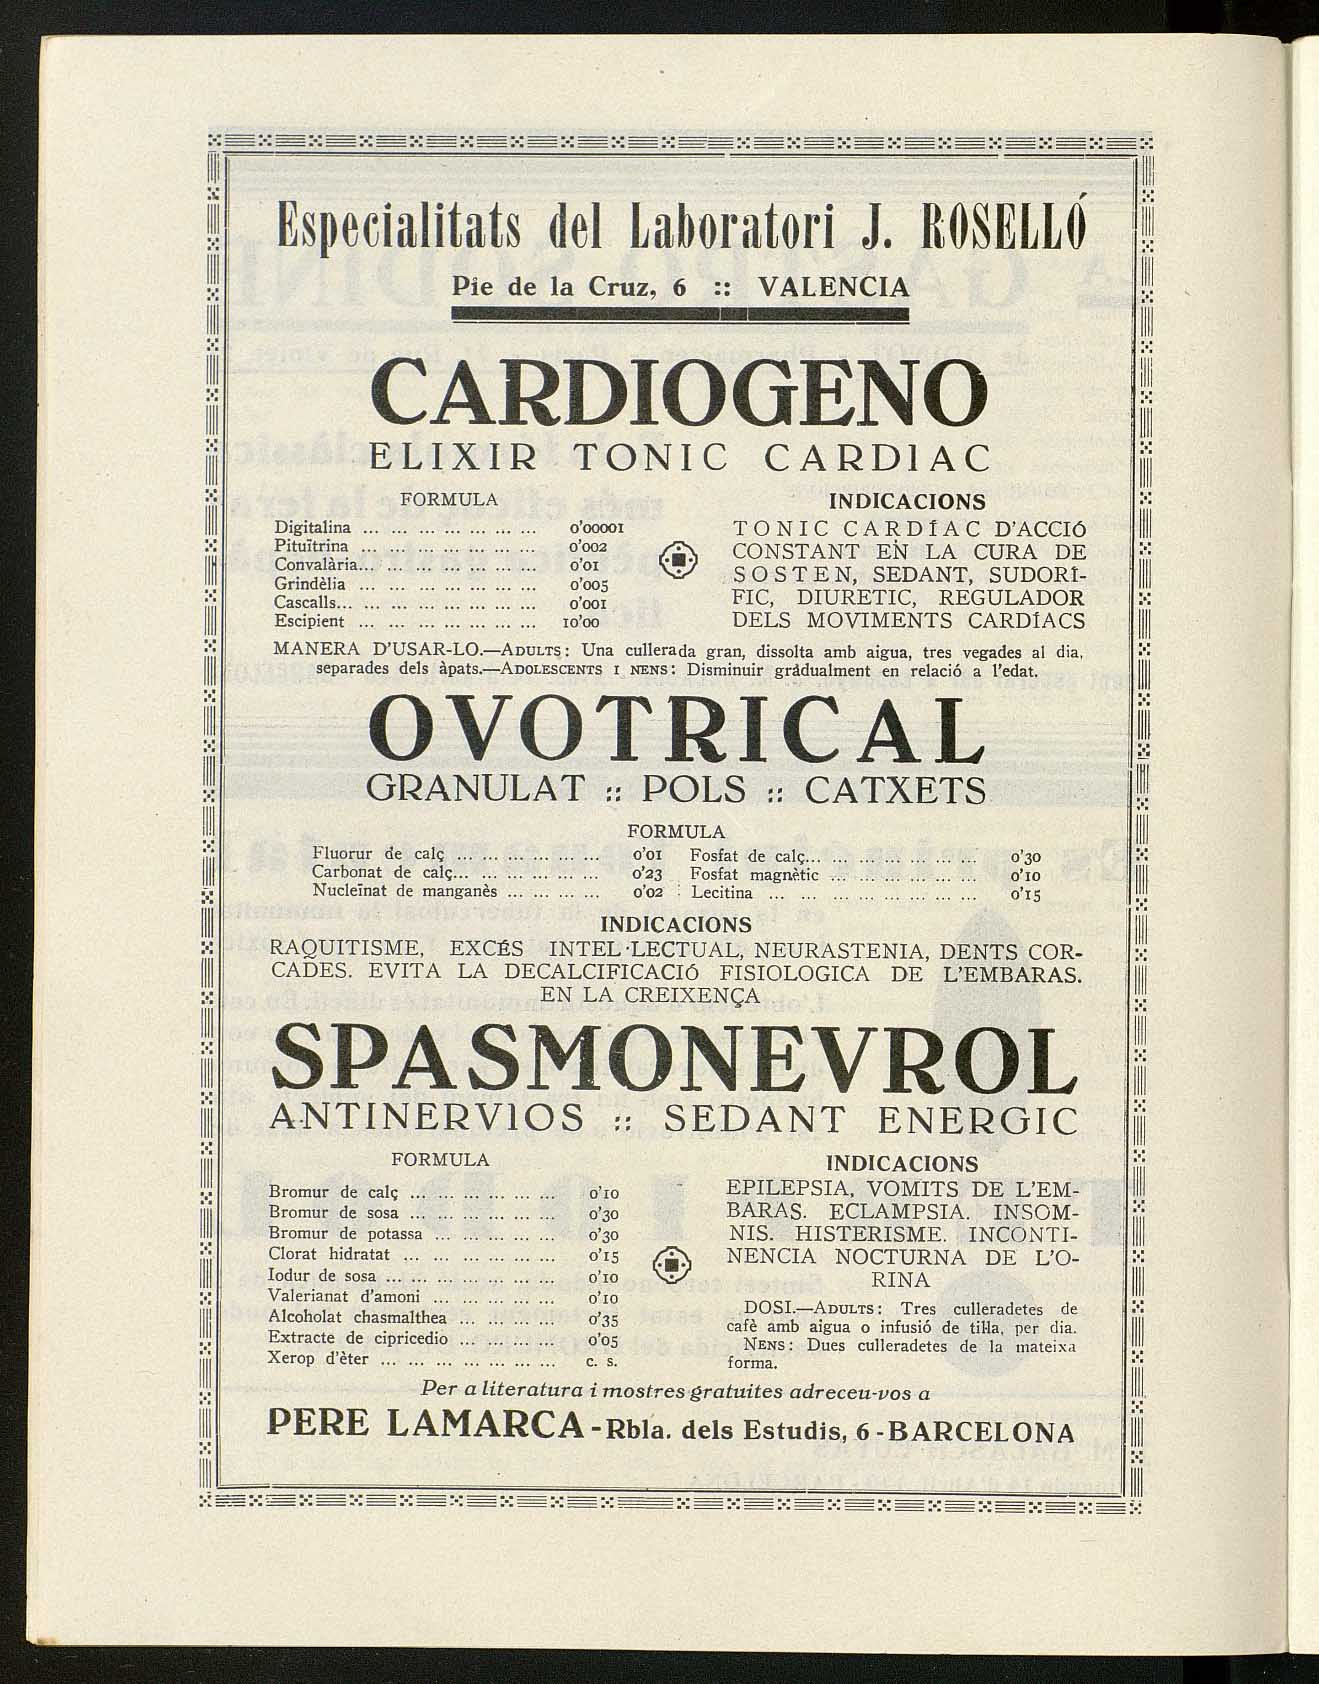 Especialitats del Laboratori J. ROSELLÓ
Pie de la Cruz, 6 :: VALENCIA
CARDIOGENO
ELIXIR TONIC CARDIAC
FORMULA
Digitalina ... ... ... ... ... ... ... 0'00001
Pituïtrina ... ... ... ... ... ... ... 0'002
Convalària... ... ... ... ... ... ... 0'01
Grindèlia ... ... ... ... ... ... ... 0'005
Cascalls... ... ... ... ... ... ... ... 0'001
Escipient ... ... ... ... ... ... ... 10'00
INDICACIONS
TONIC CARDÍAC D'ACCIÓ
CONSTANT EN LA CURA DE
SOSTEN, SEDANT, SUDORÍ-
FIC, DIURETIC, REGULADOR
DELS MOVIMENTS CARDÍACS
MANERA D'USAR-LO.—ADULTS: Una cullerada gran, dissolta amb aigua, tres vegades al dia,
separades dels àpats.—ADOLESCENTS I NENS: Disminuir gradualment en relació a l'edat.
OVOTRICAL
GRANULAT :: POLS :: CATXETS
FORMULA
Fluorur de calç ... ... ... ... ... ... 0'01
Carbonat de calç... ... ... ... ... ... 0'23
Nucleïnat de manganès ... ... ... ... 0'02
Fosfat de calç... ... ... ... ... ... ... 0'30
Fosfat magnètic ... ... ... ... ... ... 0'10
Lecitina ... ... ... ... ... ... ... ... 0'15
INDICACIONS
RAQUITISME, EXCÉS INTEL·LECTUAL, NEURASTENIA, DENTS COR-
CADES. EVITA LA DECALCIFICACIÓ FISIOLOGICA DE L'EMBARAS.
EN LA CREIXENÇA
SPASMONEVROL
ANTINERVIOS :: SEDANT ENERGIC
FORMULA
Bromur de calç ... ... ... ... ... ... 0'10
Bromur de sosa ... ... ... ... ... ... 0'30
Bromur de potassa ... ... ... ... ... 0'30
Clorat hidratat ... ... ... ... ... ... 0'15
Iodur de sosa ... ... ... ... ... ... ... 0'10
Valerianat d'amoni ... ... ... ... ... 0'10
Alcoholat chasmalthea ... ... ... ... 0'35
Extracte de cipricedio ... ... ... ... 0'05
Xerop d'èter ... ... ... ... ... ... ... c. s.
INDICACIONS
EPILEPSIA, VOMITS DE L'EM-
BARAS. ECLAMPSIA. INSOM-
NIS. HISTERISME. INCONTI-
NENCIA NOCTURNA DE L'O-
RINA
DOSI.—ADULTS: Tres culleradetes de
cafè amb aigua o infusió de til·la, per dia.
NENS: Dues culleradetes de la mateixa
forma.
Per a literatura i mostres gratuites adreceu-vos a
PERE LAMARCA - Rbla. dels Estudis, 6 - BARCELONA